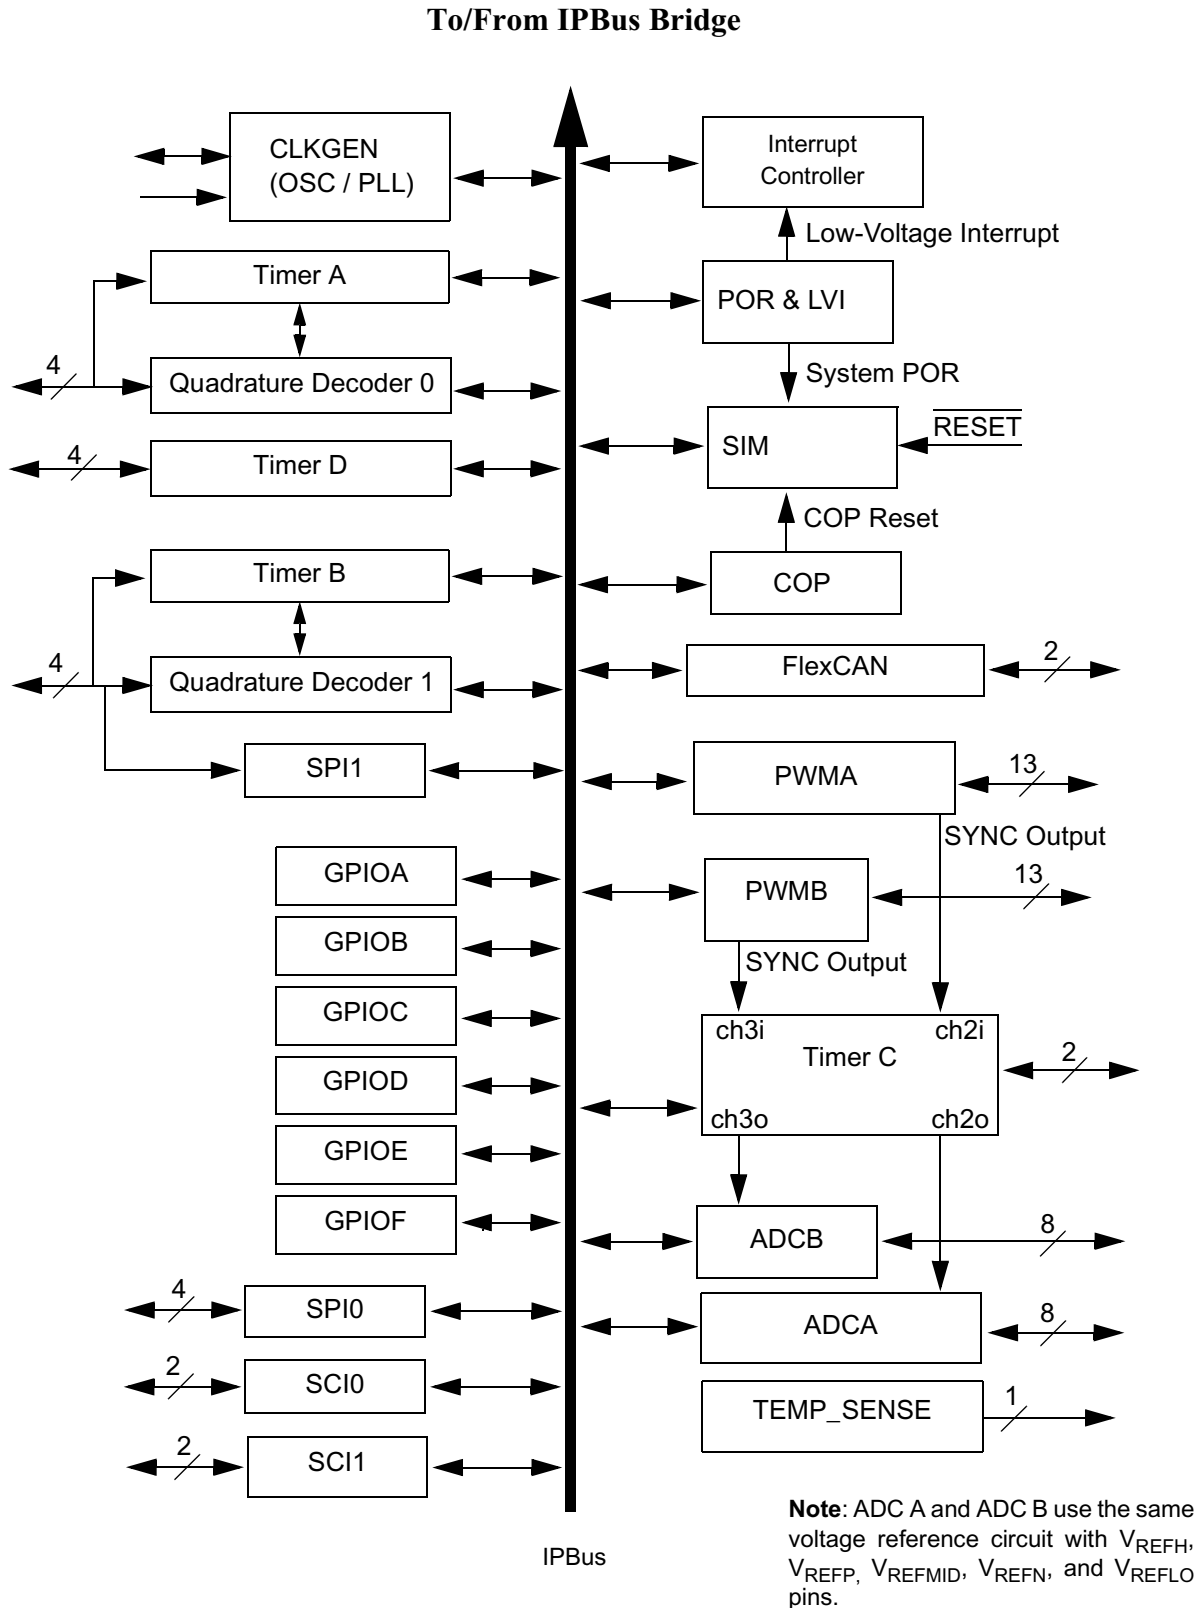 To/From IPBus Bridge
CLKGEN
(OSC / PLL)
Interrupt
Controller
Low-Voltage Interrupt
Timer A
POR & LVI
4
Quadrature Decoder 0
System POR
4
Timer D
SIM
RESET
COP Reset
Timer B
COP
4
Quadrature Decoder 1
FlexCAN
2
SPI1
PWMA
13
SYNC Output
GPIOA
PWMB
13
GPIOB
SYNC Output
GPIOC
ch3i
ch2i
Timer C
2
GPIOD
ch3o
ch2o
GPIOE
GPIOF
ADCB
8
4
SPI0
ADCA
8
2
SCI0
TEMP_SENSE
1
2
SCI1
Note: ADC A and ADC B use the same
voltage reference circuit with VREFH,
VREFP, VREFMID, VREFN, and VREFLO
pins.
IPBus